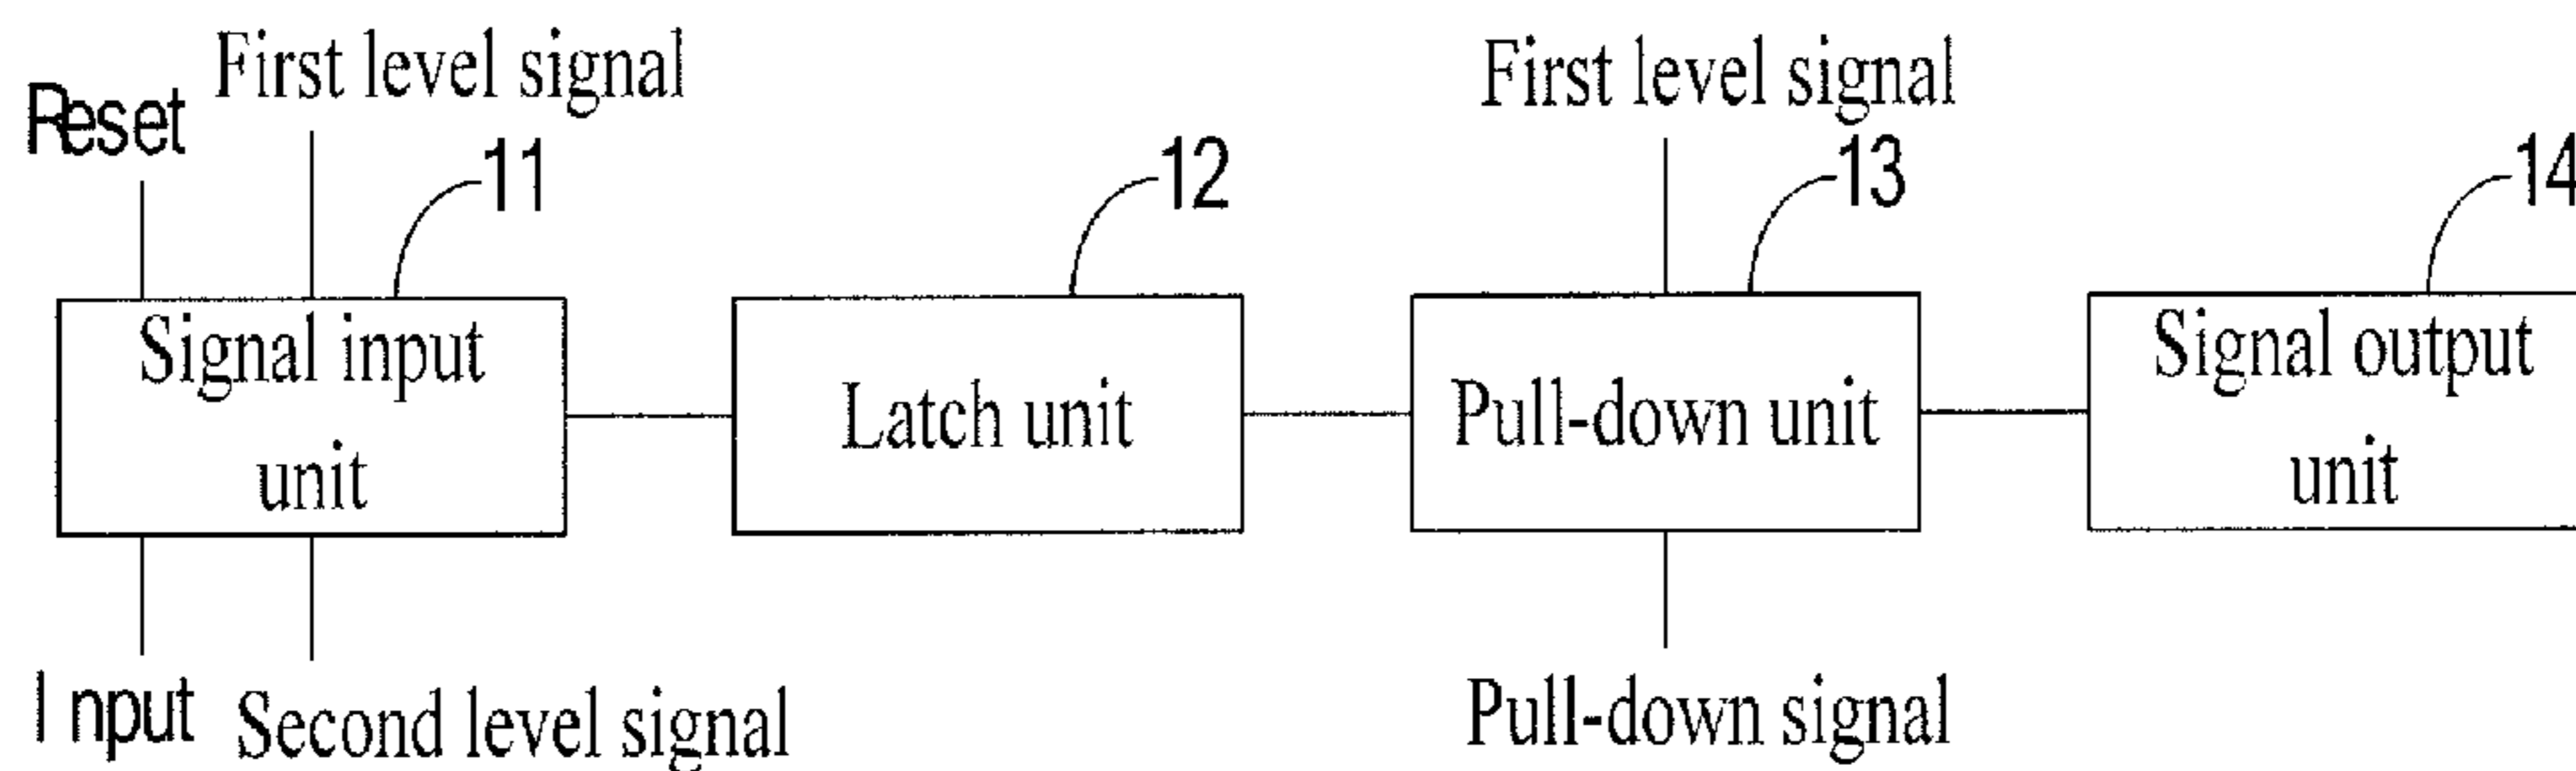 Reset
First level signal
First level signal
11
12
13
14
Signal input
unit
Latch unit
Pull-down unit
Signal output
unit
Input
Second level signal
Pull-down signal